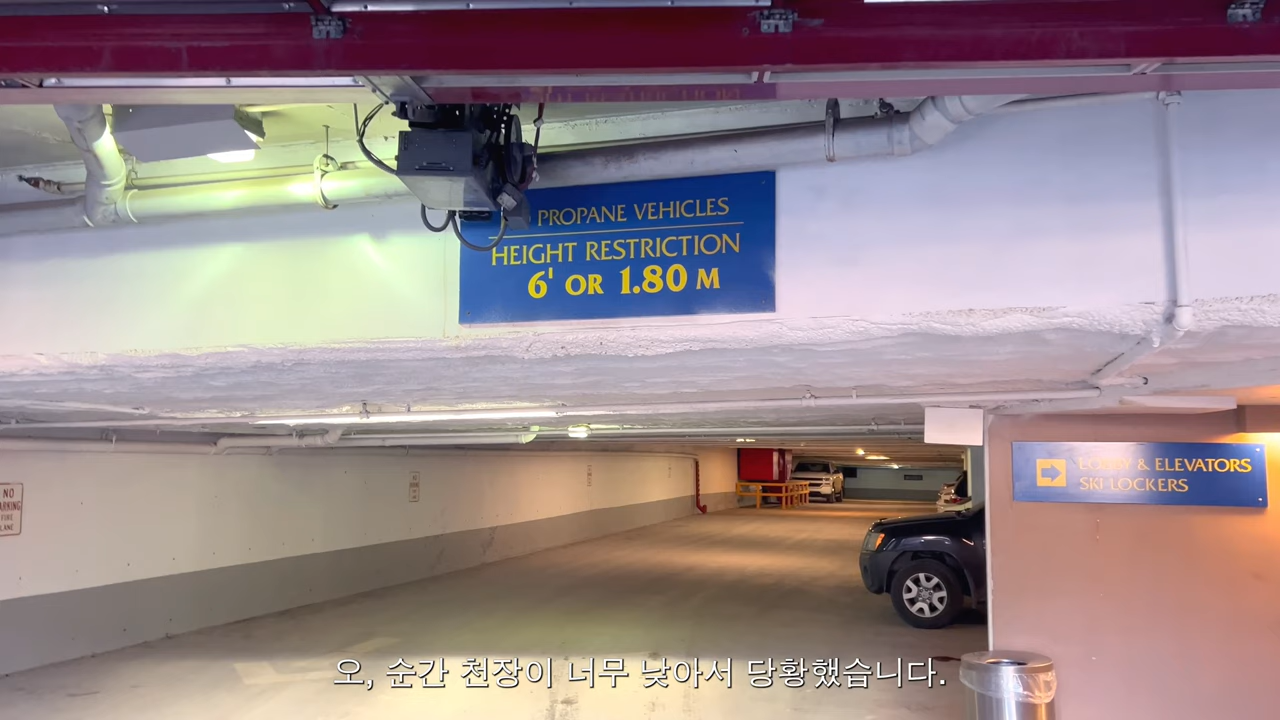 PROPANE VEHICLES
HEIGHT RESTRICTION
6' OR 1.80 M
LOBBY & ELEVATORS
SKI LOCKERS
NO
PARKING
FIRE
LANE
오, 순간 천장이 너무 낮아서 당황했습니다.